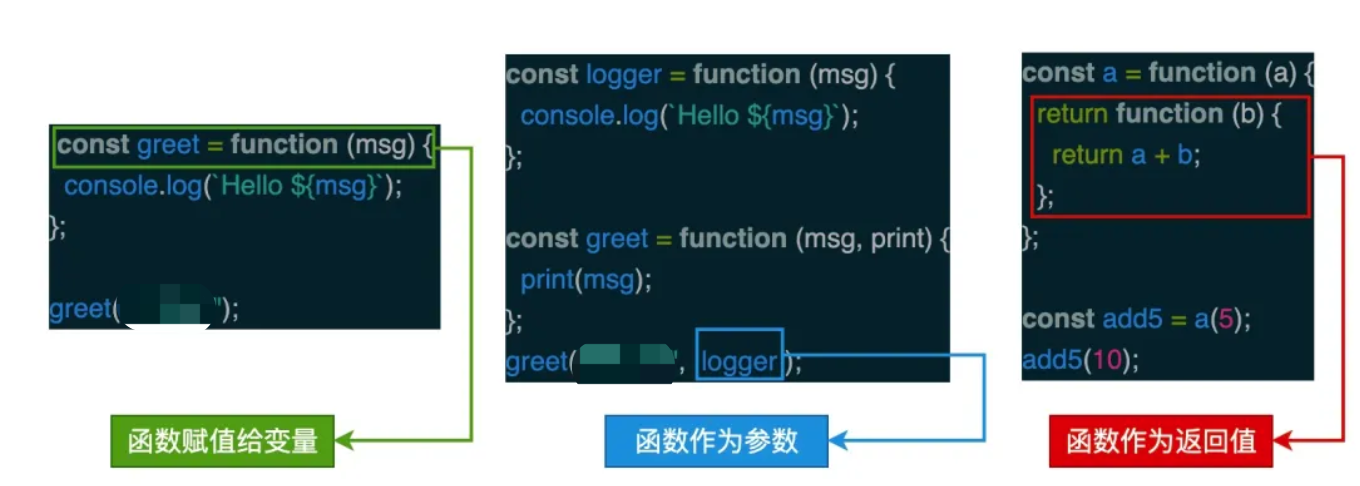 const greet = function (msg) {
console.log(`Hello ${msg}`);
};
greet( ");
函数赋值给变量
const logger = function (msg) {
console.log(`Hello ${msg}`);
};
const greet = function (msg, print) {
print(msg);
};
greet( ", logger );
函数作为参数
const a = function (a) {
return function (b) {
return a + b;
};
};
const add5 = a(5);
add5(10);
函数作为返回值